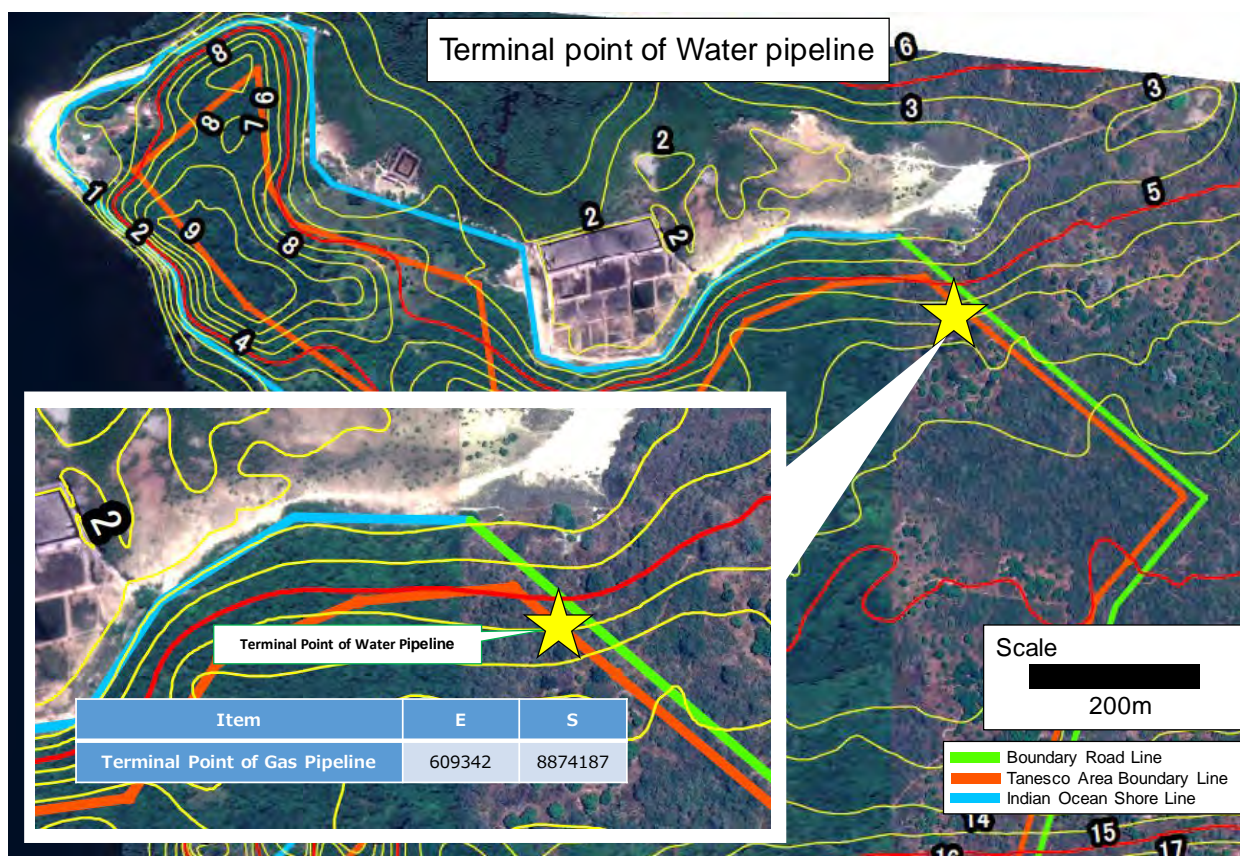 Terminal point of Water pipeline
6
8
3
3
2
6
8
7
1
2
5
9
2
8
2
4
Scale
200m
2
Terminal Point of Water Pipeline
Item E S
Terminal Point of Gas Pipeline 609342 8874187
Boundary Road Line
Tanesco Area Boundary Line
Indian Ocean Shore Line
14
15
16
17